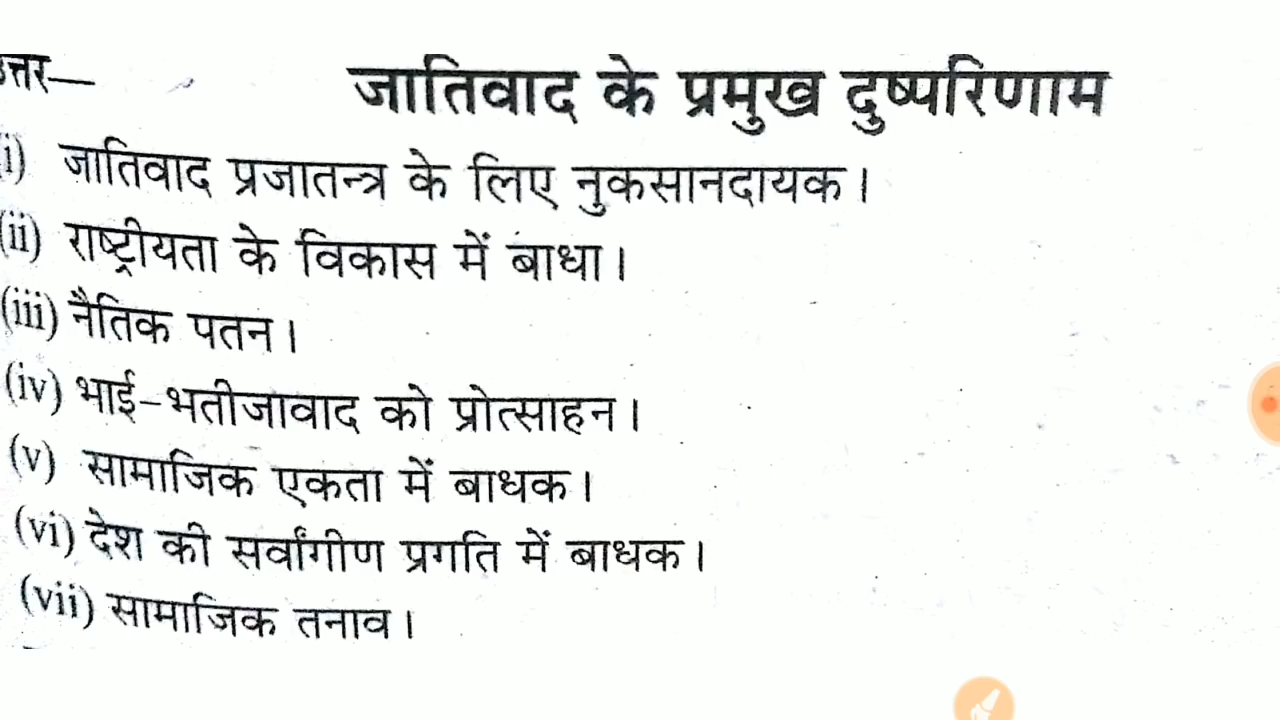 उत्तर— जातिवाद के प्रमुख दुष्परिणाम
(i) जातिवाद प्रजातन्त्र के लिए नुकसानदायक।
(ii) राष्ट्रीयता के विकास में बाधा।
(iii) नैतिक पतन।
(iv) भाई-भतीजावाद को प्रोत्साहन।
(v) सामाजिक एकता में बाधक।
(vi) देश की सर्वांगीण प्रगति में बाधक।
(vii) सामाजिक तनाव।